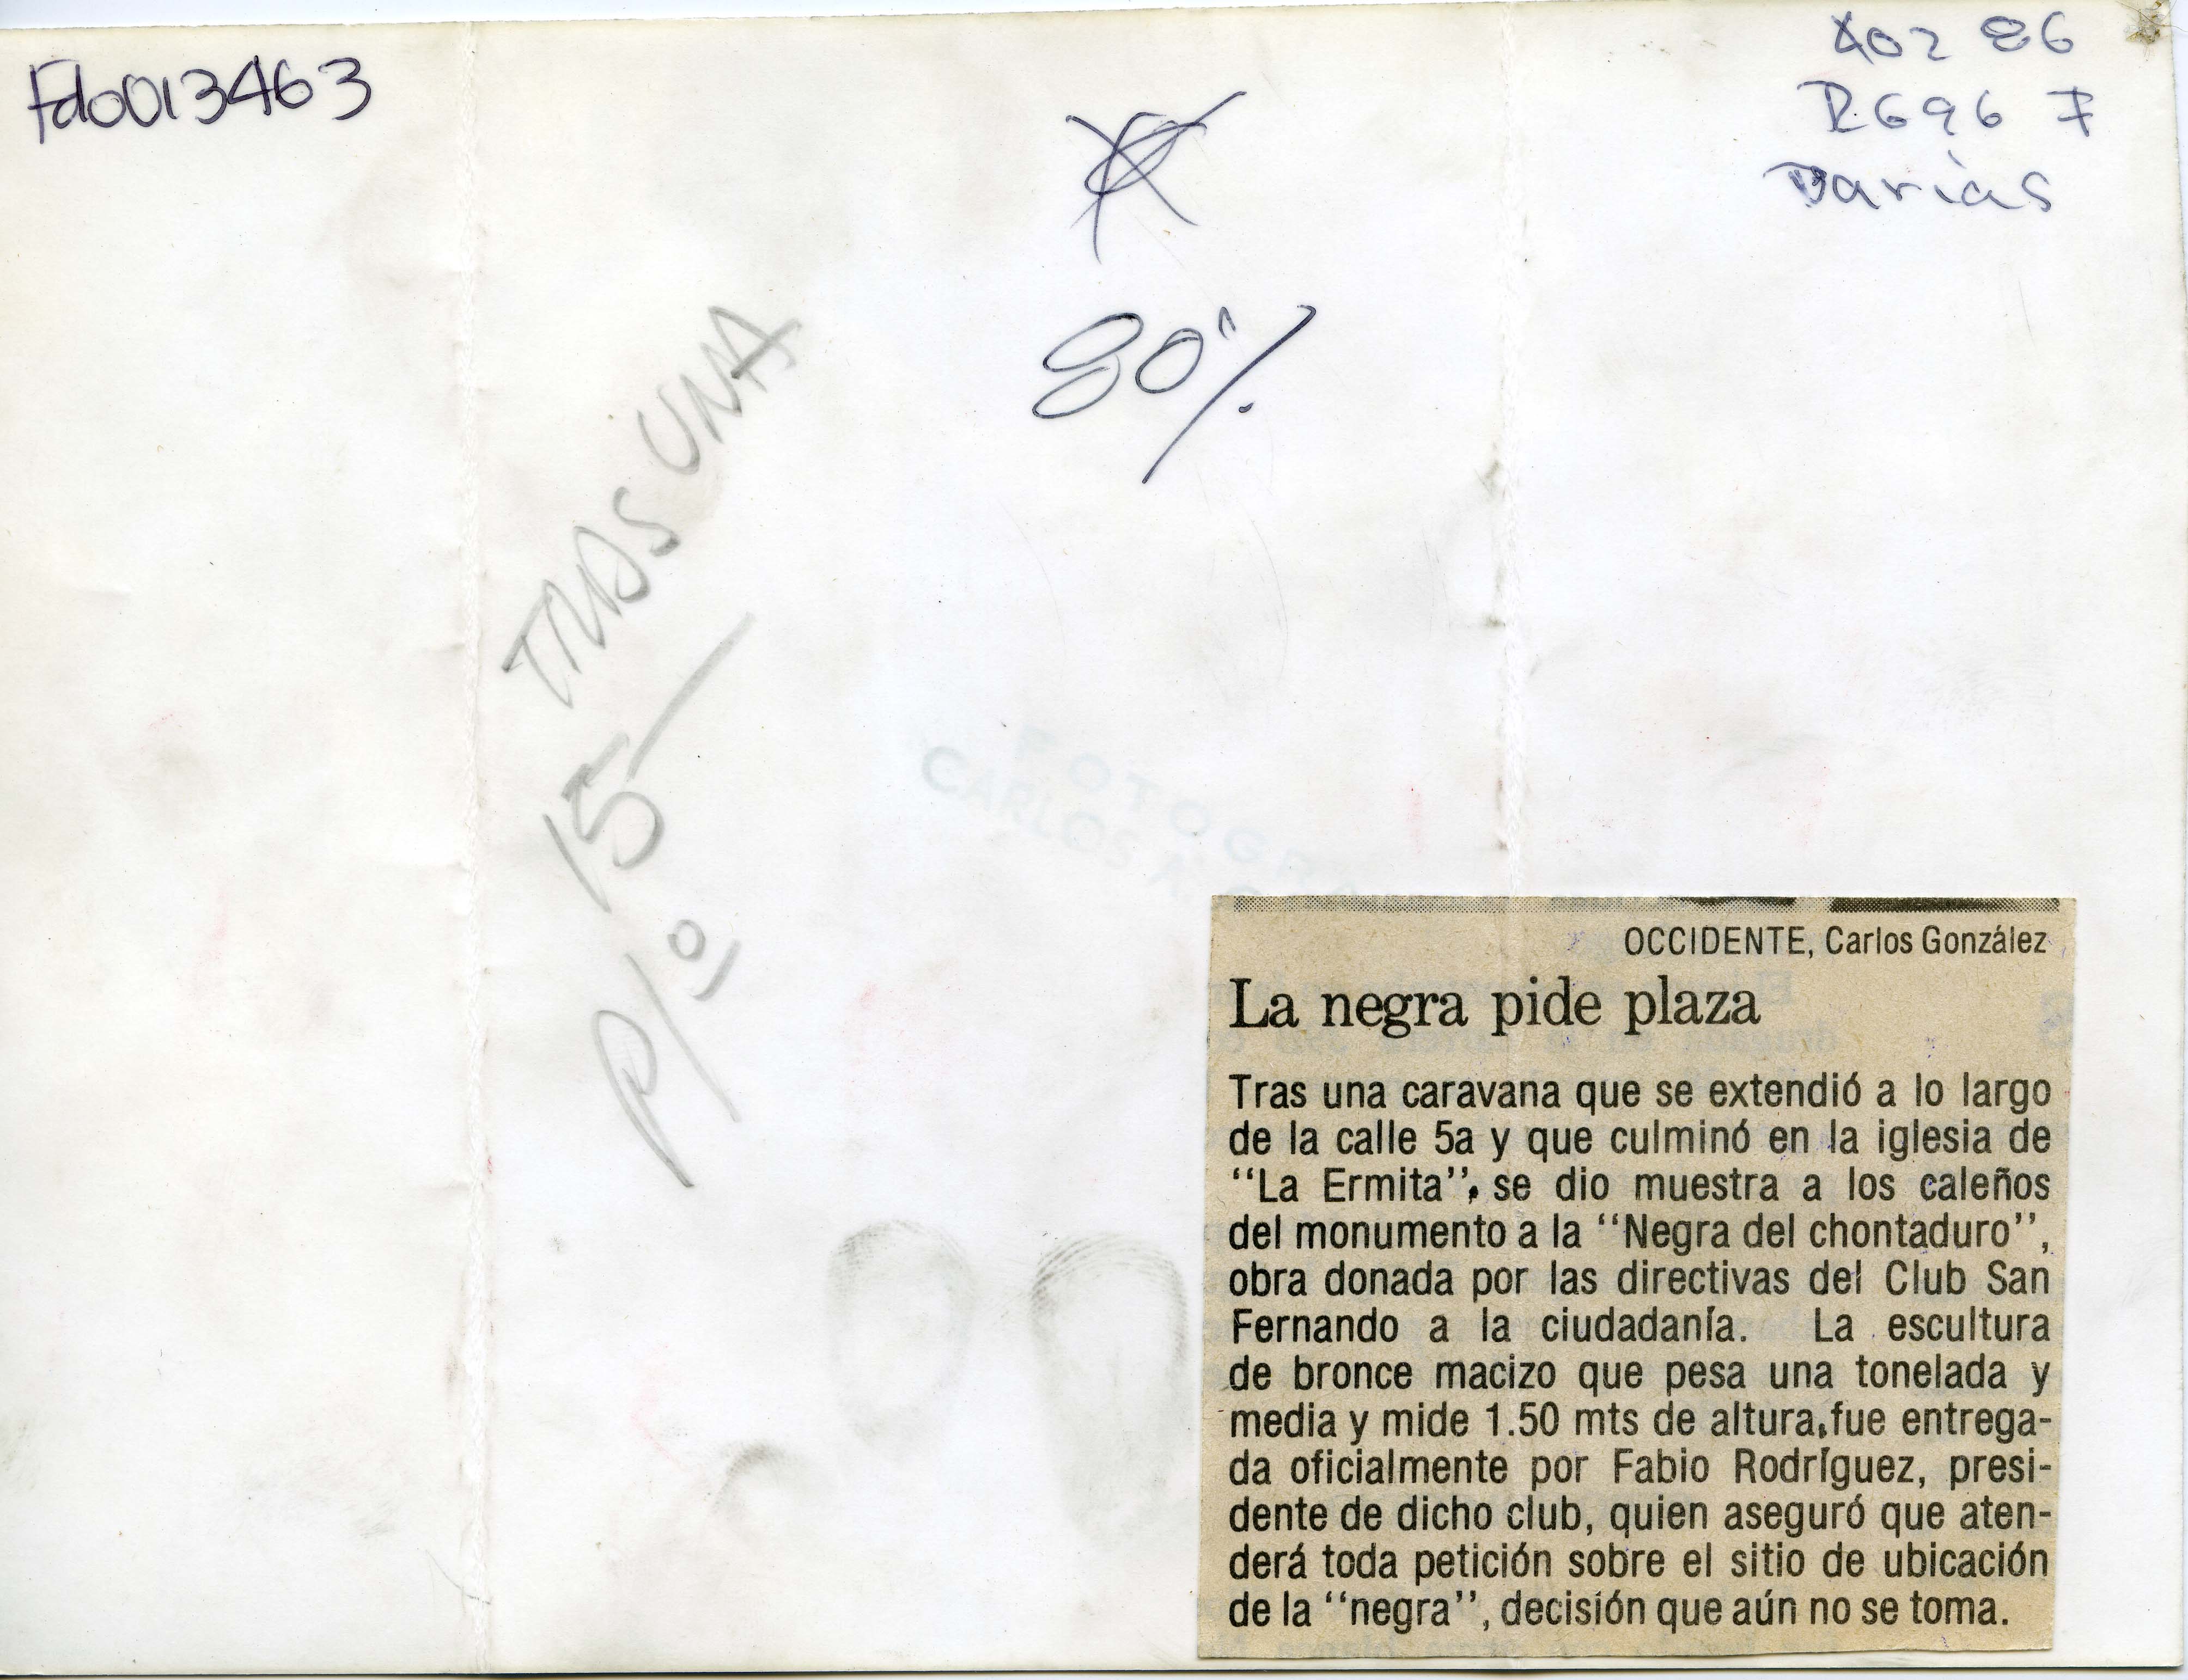 Fdo013463
A02 86
R696 F
Varias
80%
TRAS UNA
15
P/º
FOTOGR
CARLOS A. G
OCCIDENTE, Carlos González
La negra pide plaza
Tras una caravana que se extendió a lo largo
de la calle 5a y que culminó en la iglesia de
‘‘La Ermita’’, se dio muestra a los caleños
del monumento a la ‘‘Negra del chontaduro’’,
obra donada por las directivas del Club San
Fernando a la ciudadanía. La escultura
de bronce macizo que pesa una tonelada y
media y mide 1.50 mts de altura, fue entrega-
da oficialmente por Fabio Rodríguez, presi-
dente de dicho club, quien aseguró que aten-
derá toda petición sobre el sitio de ubicación
de la ‘‘negra’’, decisión que aún no se toma.